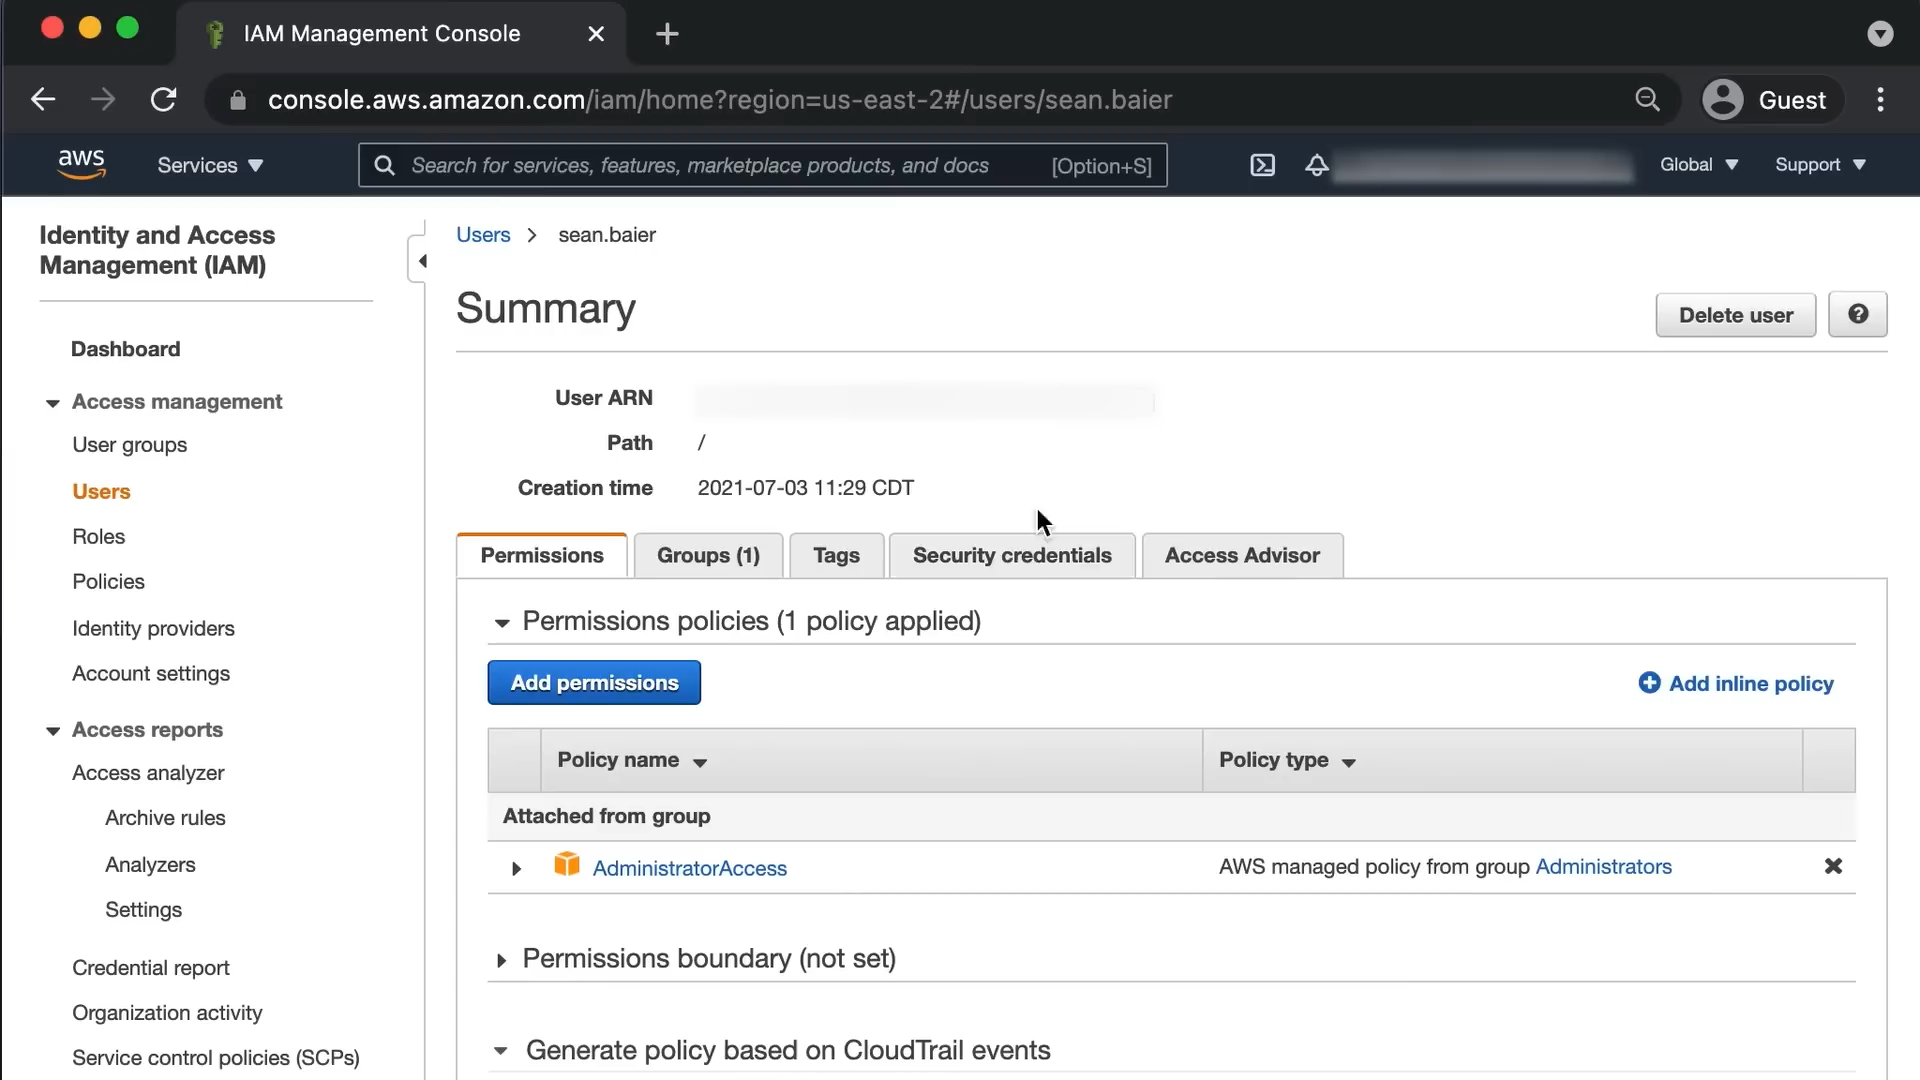 IAM Management Console
console.aws.amazon.com/iam/home?region=us-east-2#/users/sean.baier
Guest
aws
Services
Search for services, features, marketplace products, and docs [Option+S]
Global
Support
Identity and Access
Management (IAM)
Dashboard
Access management
User groups
Users
Roles
Policies
Identity providers
Account settings
Access reports
Access analyzer
Archive rules
Analyzers
Settings
Credential report
Organization activity
Service control policies (SCPs)
Users > sean.baier
Summary
Delete user
?
User ARN
Path /
Creation time 2021-07-03 11:29 CDT
Permissions
Groups (1)
Tags
Security credentials
Access Advisor
Permissions policies (1 policy applied)
Add permissions
Add inline policy
Policy name
Policy type
Attached from group
AdministratorAccess
AWS managed policy from group Administrators
Permissions boundary (not set)
Generate policy based on CloudTrail events